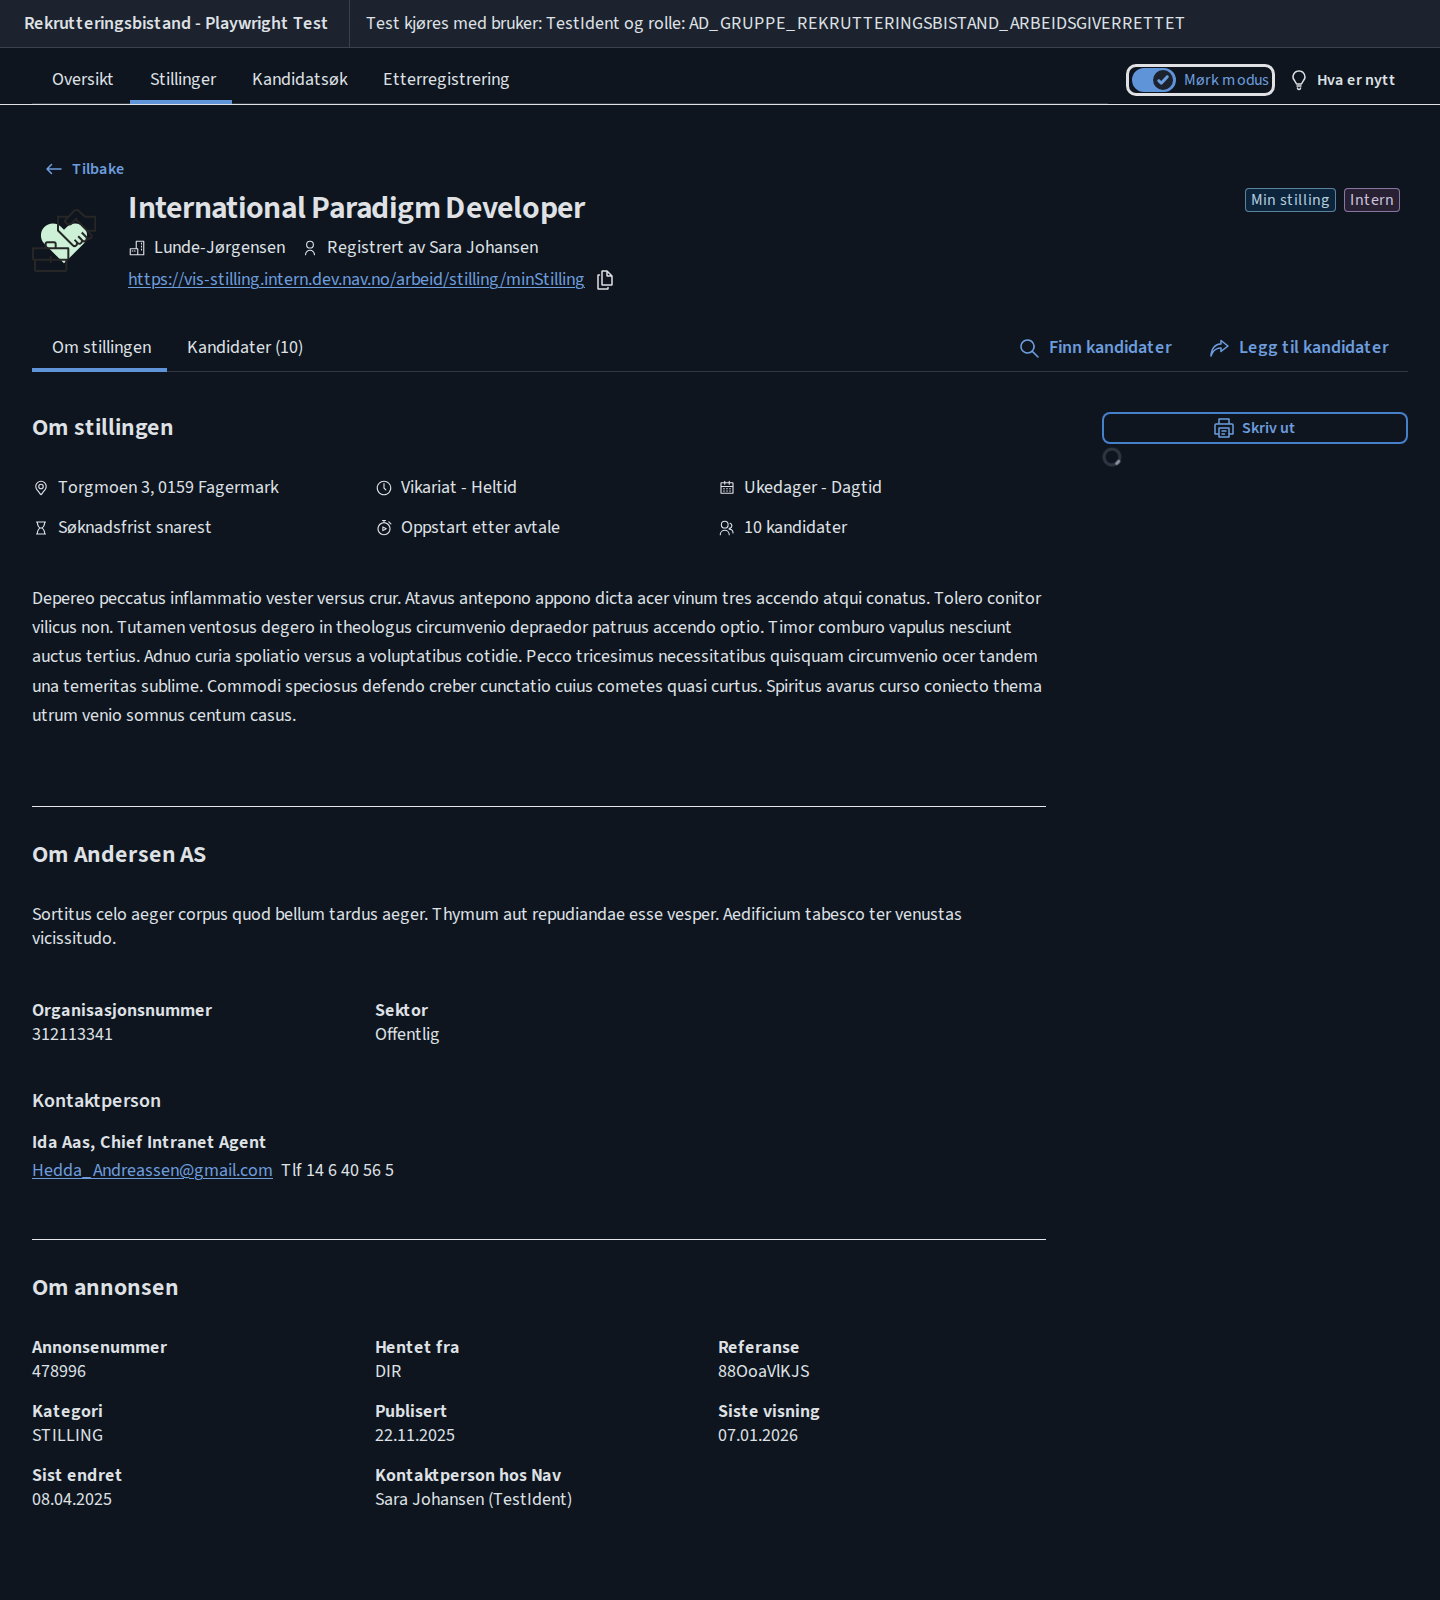 Rekrutteringsbistand - Playwright Test
Test kjøres med bruker: TestIdent og rolle: AD_GRUPPE_REKRUTTERINGSBISTAND_ARBEIDSGIVERRETTET
Oversikt
Stillinger
Kandidatsøk
Etterregistrering
Mørk modus
Hva er nytt
Tilbake
International Paradigm Developer
Min stilling
Intern
Lunde-Jørgensen
Registrert av Sara Johansen
https://vis-stilling.intern.dev.nav.no/arbeid/stilling/minStilling
Om stillingen
Kandidater (10)
Finn kandidater
Legg til kandidater
Om stillingen
Skriv ut
Torgmoen 3, 0159 Fagermark
Vikariat - Heltid
Ukedager - Dagtid
Søknadsfrist snarest
Oppstart etter avtale
10 kandidater
Depereo peccatus inflammatio vester versus crur. Atavus antepono appono dicta acer vinum tres accendo atqui conatus. Tolero conitor
vilicus non. Tutamen ventosus degero in theologus circumvenio depraedor patruus accendo optio. Timor comburo vapulus nesciunt
auctus tertius. Adnuo curia spoliatio versus a voluptatibus cotidie. Pecco tricesimus necessitatibus quisquam circumvenio ocer tandem
una temeritas sublime. Commodi speciosus defendo creber cunctatio cuius cometes quasi curtus. Spiritus avarus curso coniecto thema
utrum venio somnus centum casus.
Om Andersen AS
Sortitus celo aeger corpus quod bellum tardus aeger. Thymum aut repudiandae esse vesper. Aedificium tabesco ter venustas
vicissitudo.
Organisasjonsnummer
312113341
Sektor
Offentlig
Kontaktperson
Ida Aas, Chief Intranet Agent
Hedda_Andreassen@gmail.com Tlf 14 6 40 56 5
Om annonsen
Annonsenummer
478996
Hentet fra
DIR
Referanse
88OoaVlKJS
Kategori
STILLING
Publisert
22.11.2025
Siste visning
07.01.2026
Sist endret
08.04.2025
Kontaktperson hos Nav
Sara Johansen (TestIdent)